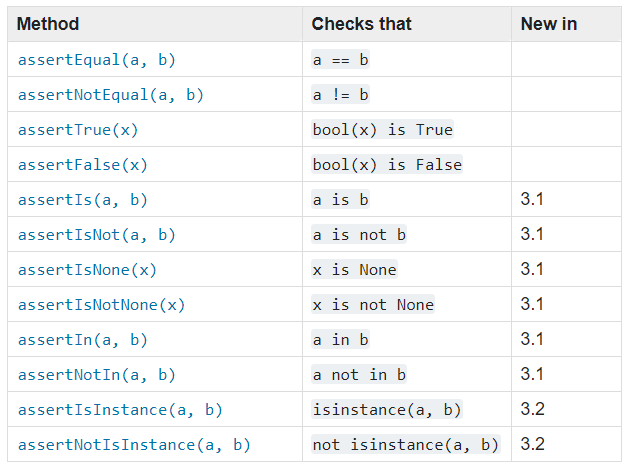 Method Checks that New in
assertEqual(a, b) a == b
assertNotEqual(a, b) a != b
assertTrue(x) bool(x) is True
assertFalse(x) bool(x) is False
assertIs(a, b) a is b 3.1
assertIsNot(a, b) a is not b 3.1
assertIsNone(x) x is None 3.1
assertIsNotNone(x) x is not None 3.1
assertIn(a, b) a in b 3.1
assertNotIn(a, b) a not in b 3.1
assertIsInstance(a, b) isinstance(a, b) 3.2
assertNotIsInstance(a, b) not isinstance(a, b) 3.2